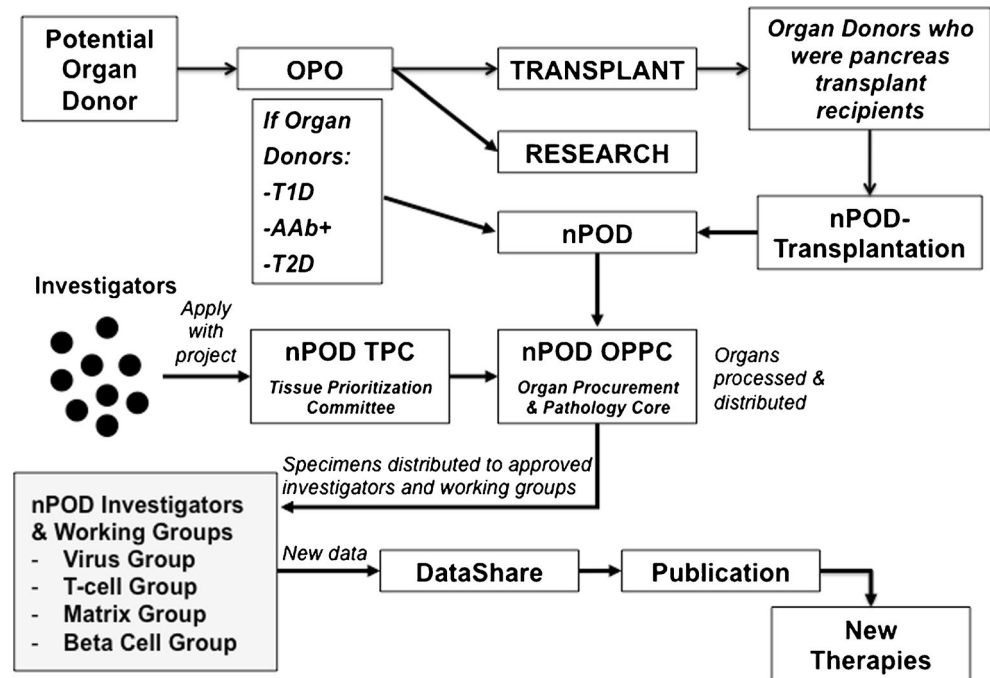 Potential
Organ
Donor
OPO
TRANSPLANT
Organ Donors who
were pancreas
transplant
recipients
If Organ
Donors:
-T1D
-AAb+
-T2D
RESEARCH
nPOD
nPOD-
Transplantation
Investigators
Apply
with
project
nPOD TPC
Tissue Prioritization
Committee
nPOD OPPC
Organ Procurement
& Pathology Core
Organs
processed &
distributed
Specimens distributed to approved
investigators and working groups
nPOD Investigators
& Working Groups
- Virus Group
- T-cell Group
- Matrix Group
- Beta Cell Group
New data
DataShare
Publication
New
Therapies